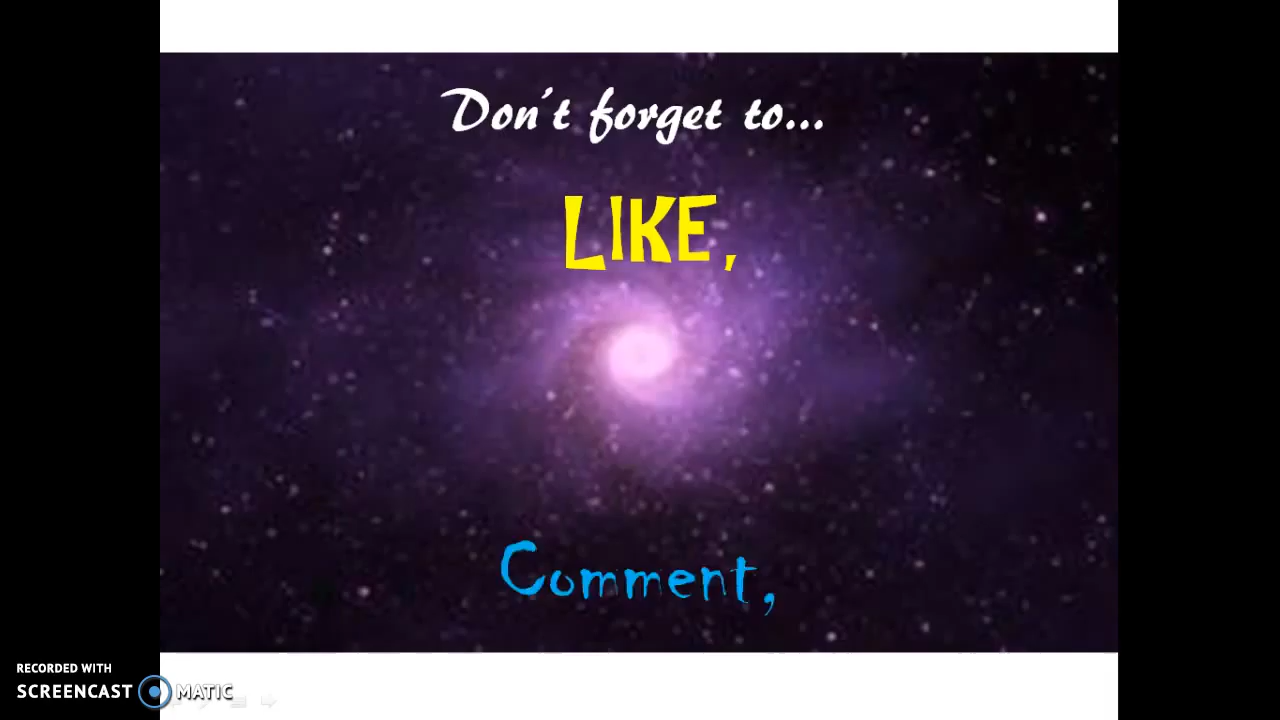 Don't forget to...
LIKE,
Comment,
RECORDED WITH
SCREENCAST MATIC